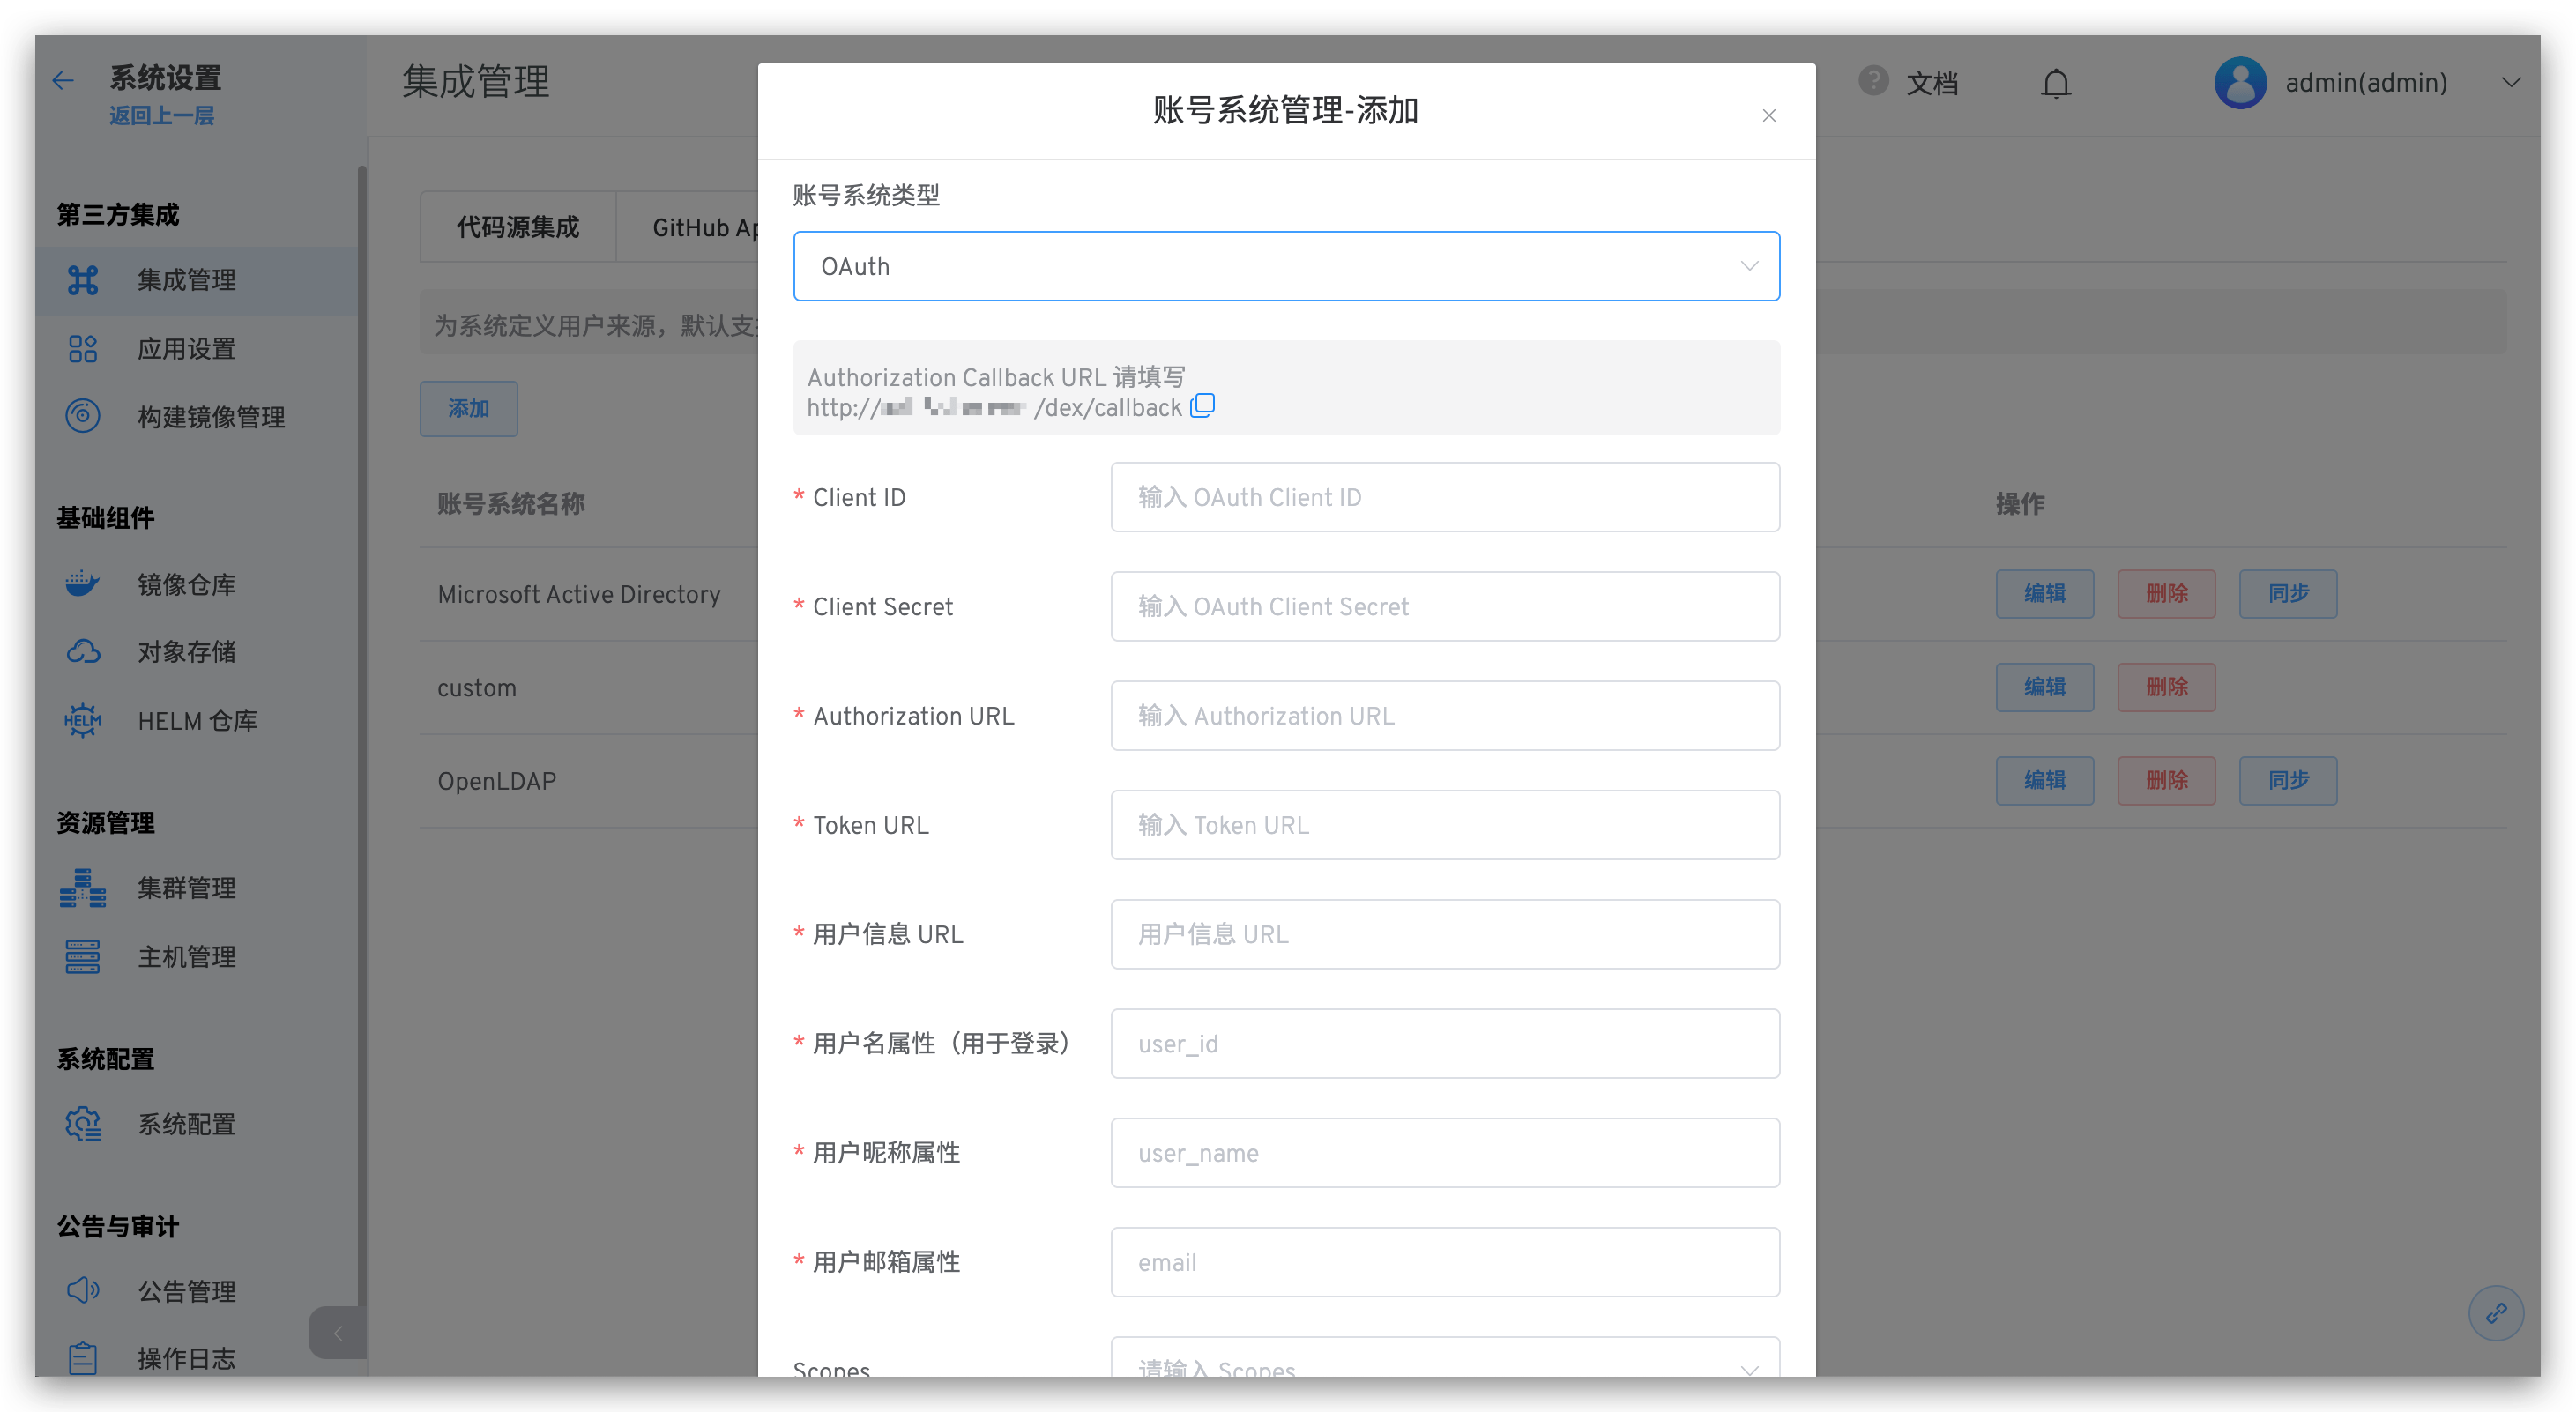 系统设置
返回上一层
第三方集成
集成管理
应用设置
构建镜像管理
基础组件
镜像仓库
对象存储
HELM
HELM 仓库
资源管理
集群管理
主机管理
系统配置
系统配置
公告与审计
公告管理
操作日志
集成管理
文档
admin(admin)
代码源集成
GitHub Ap
为系统定义用户来源，默认支
添加
账号系统名称
操作
Microsoft Active Directory
编辑 删除 同步
custom
编辑 删除
OpenLDAP
编辑 删除 同步
账号系统管理-添加
账号系统类型
OAuth
Authorization Callback URL 请填写
http:// /dex/callback
* Client ID
输入 OAuth Client ID
* Client Secret
输入 OAuth Client Secret
* Authorization URL
输入 Authorization URL
* Token URL
输入 Token URL
* 用户信息 URL
用户信息 URL
* 用户名属性（用于登录）
user_id
* 用户昵称属性
user_name
* 用户邮箱属性
email
Scopes
请输入 Scopes